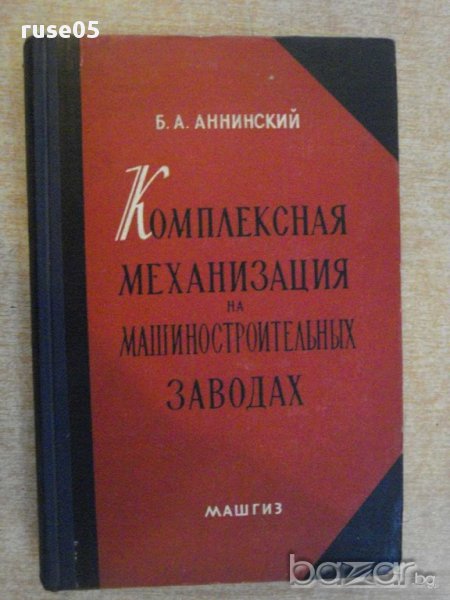 ruse05
Б. А. АННИНСКИЙ
КОМПЛЕКСНАЯ
МЕХАНИЗАЦИЯ
НА
МАШИНОСТРОИТЕЛЬНЫХ
ЗАВОДАХ
МАШГИЗ
bazar.bg